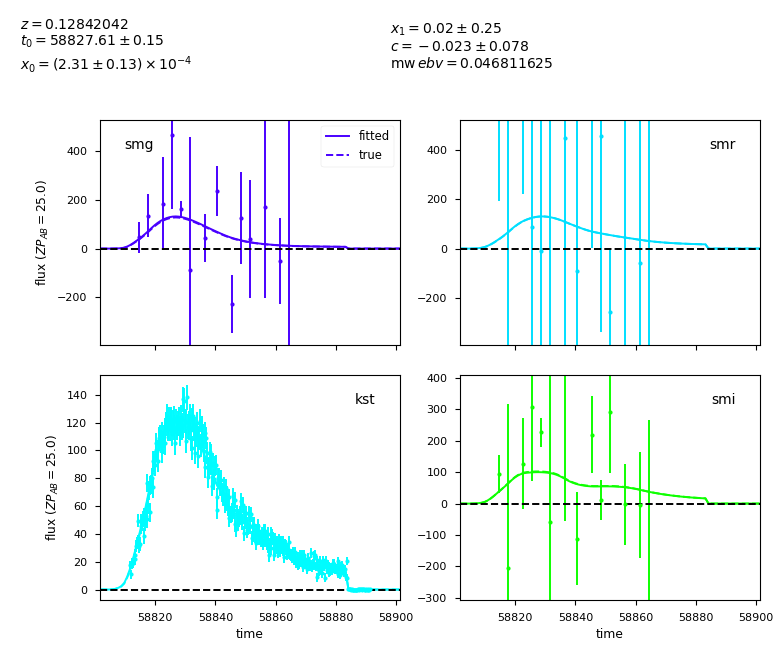 z = 0.12842042
t₀ = 58827.61 ± 0.15
x₀ = (2.31 ± 0.13) × 10⁻⁴
x₁ = 0.02 ± 0.25
c = −0.023 ± 0.078
mw ebv = 0.046811625
smg
fitted
true
400
200
0
−200
flux (ZP_AB = 25.0)
smr
400
200
0
−200
kst
140
120
100
80
60
40
20
0
flux (ZP_AB = 25.0)
58820 58840 58860 58880 58900
time
smi
400
300
200
100
0
−100
−200
−300
58820 58840 58860 58880 58900
time